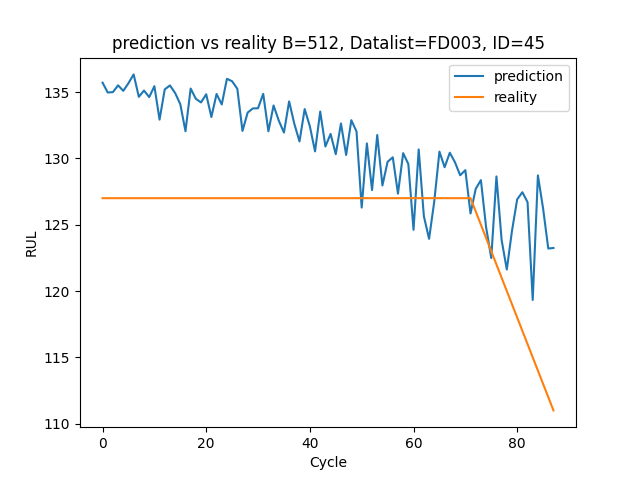 prediction vs reality B=512, Datalist=FD003, ID=45
prediction
reality
RUL
135
130
125
120
115
110
0 20 40 60 80
Cycle